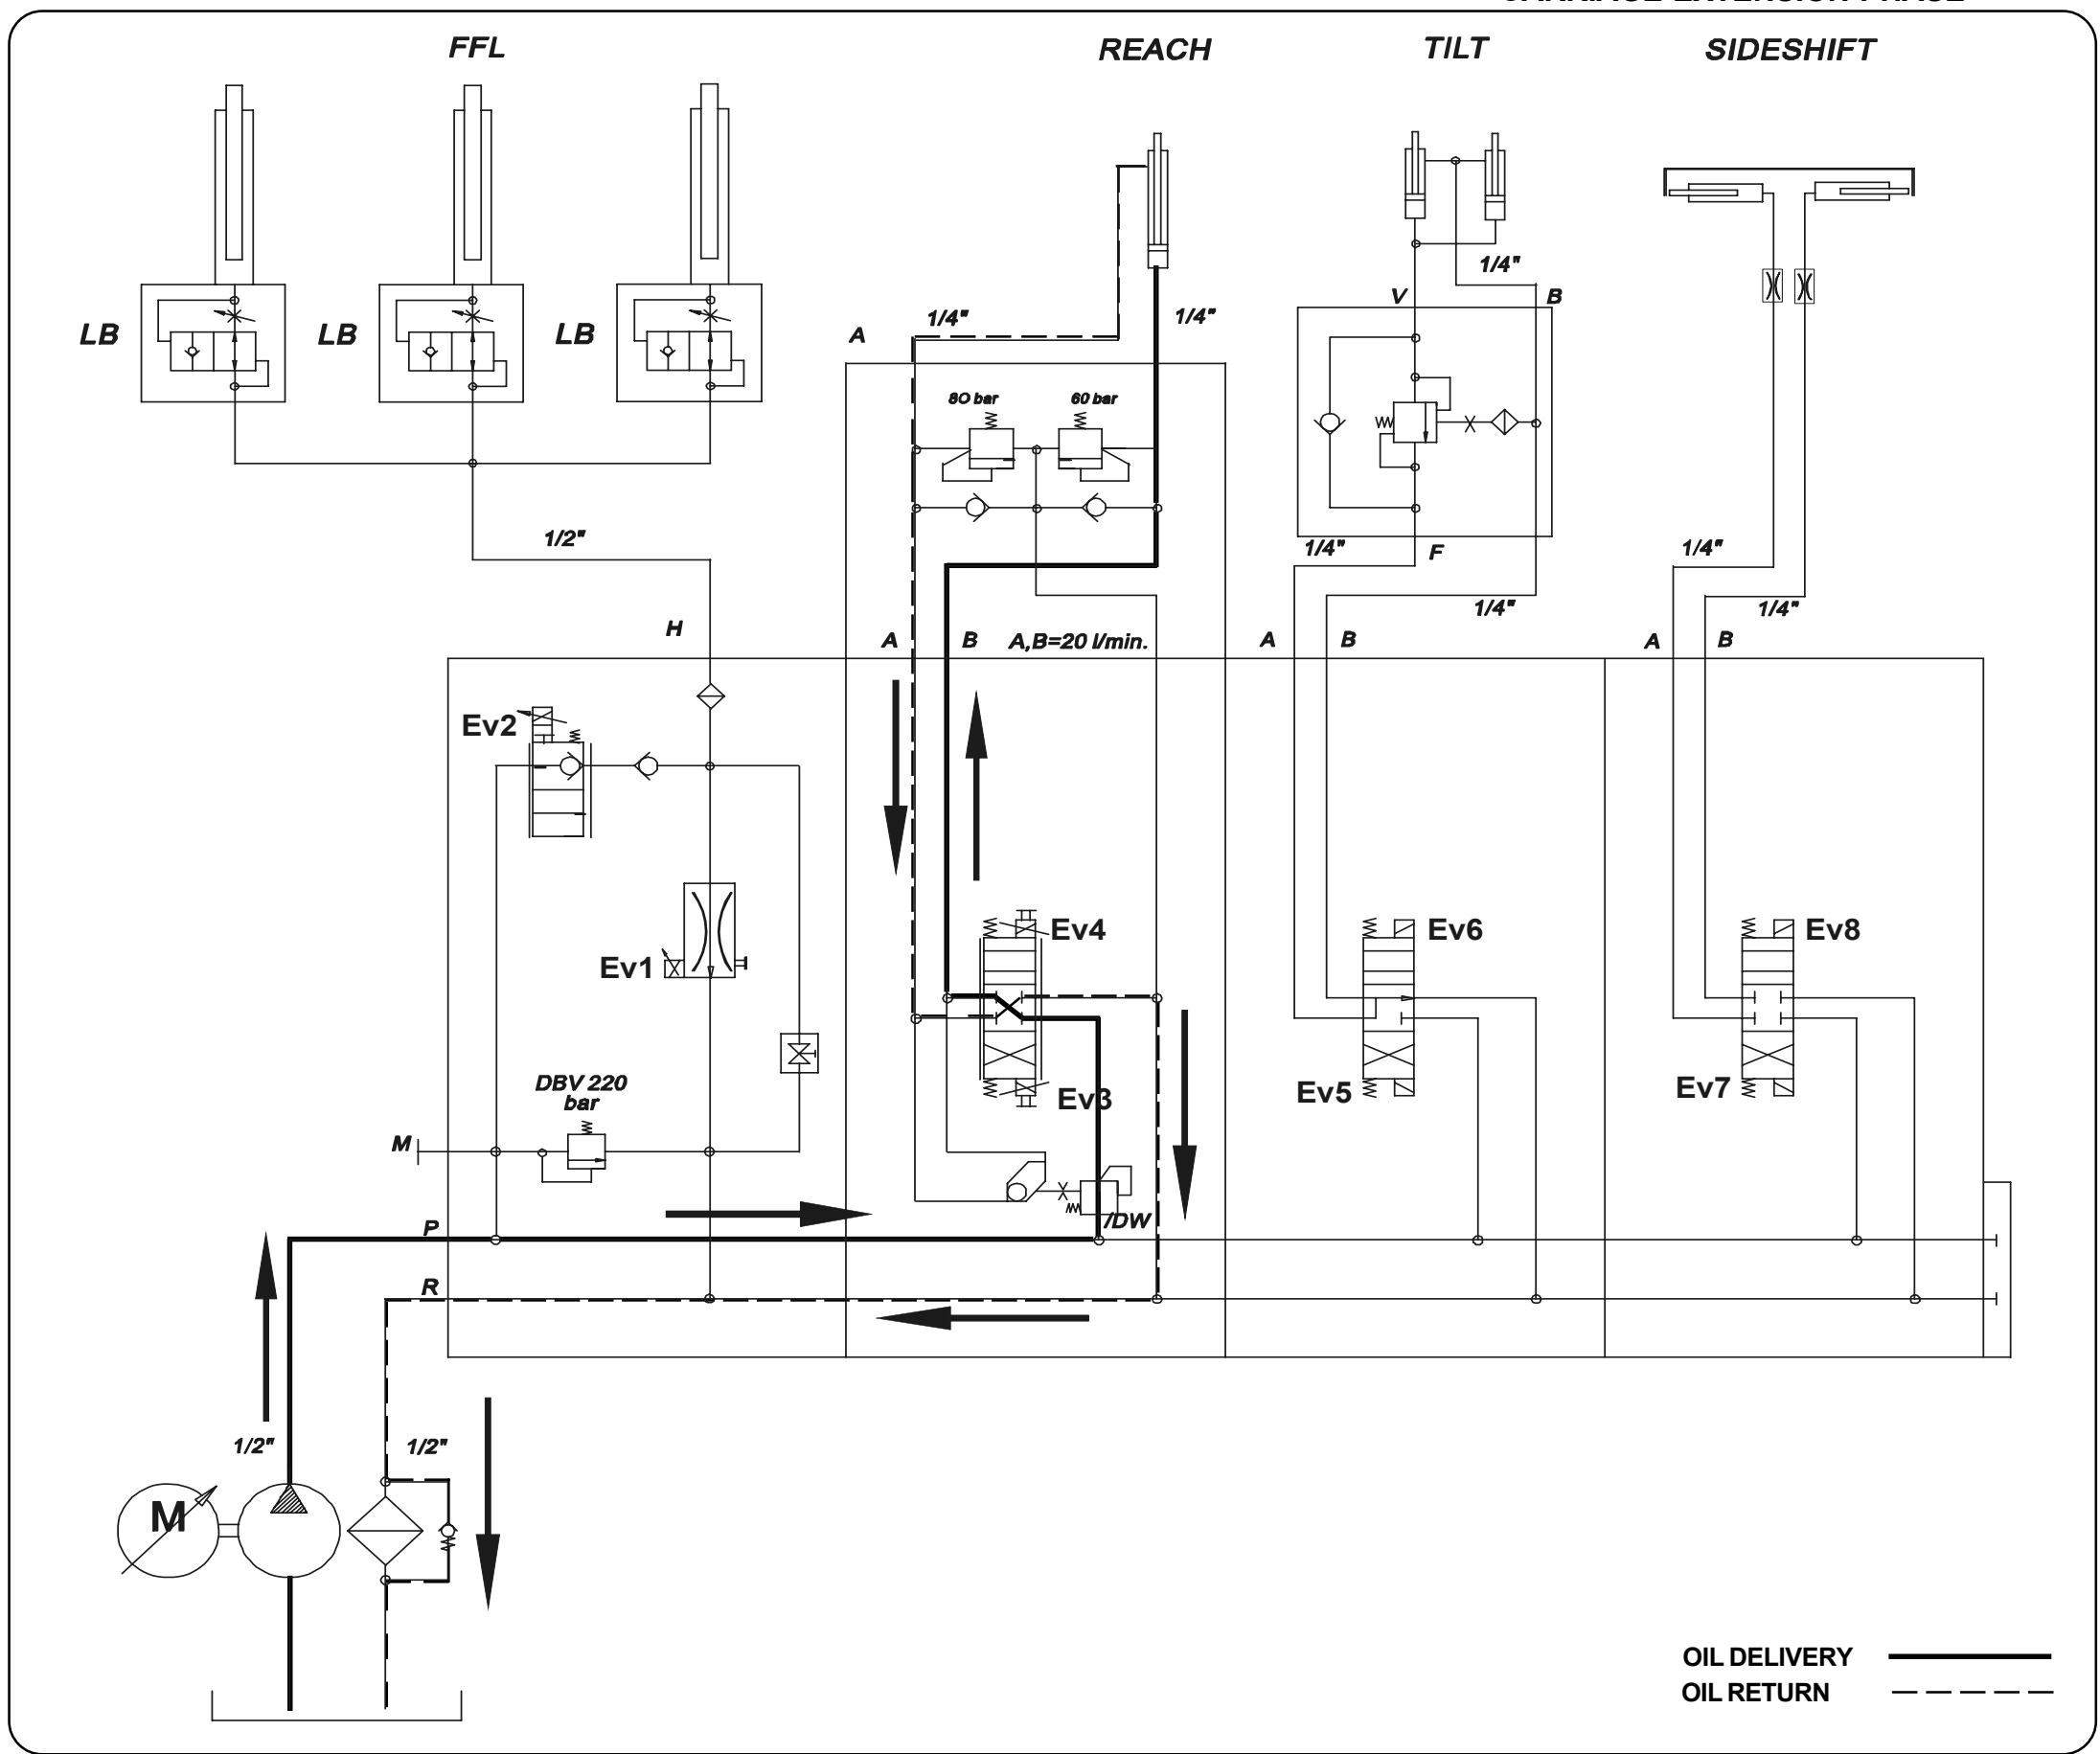 FFL
REACH
TILT
SIDESHIFT
1/4"
V
B
LB
LB
LB
1/4"
1/4"
A
8O bar
60 bar
1/2"
1/4"
F
1/4"
1/4"
1/4"
H
A
B
A,B=20 l/min.
A
B
A
B
Ev2
Ev4
Ev6
Ev8
Ev1
DBV 220
bar
Ev3
Ev5
Ev7
M
P
/DW
R
1/2"
1/2"
M
OIL DELIVERY
OIL RETURN